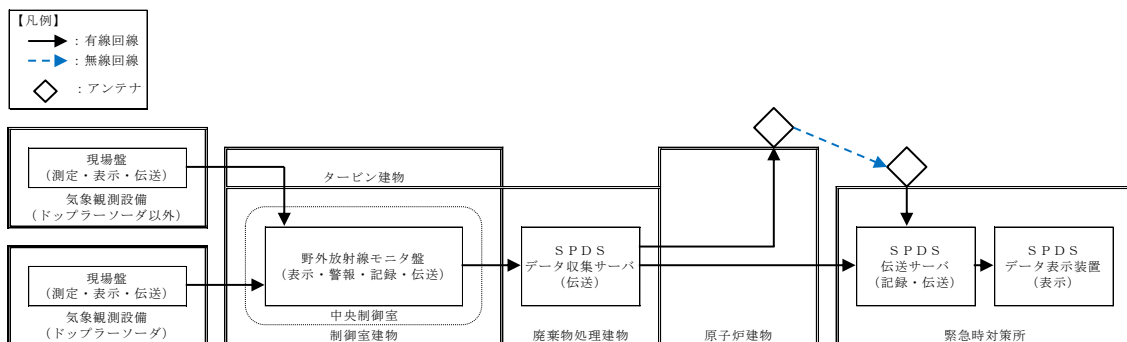 【凡例】
：有線回線
：無線回線
：アンテナ
現場盤
（測定・表示・伝送）
気象観測設備
（ドップラーソーダ以外）
現場盤
（測定・表示・伝送）
気象観測設備
（ドップラーソーダ）
タービン建物
野外放射線モニタ盤
（表示・警報・記録・伝送）
中央制御室
制御室建物
ＳＰＤＳ
データ収集サーバ
（伝送）
廃棄物処理建物
原子炉建物
ＳＰＤＳ
伝送サーバ
（記録・伝送）
ＳＰＤＳ
データ表示装置
（表示）
緊急時対策所